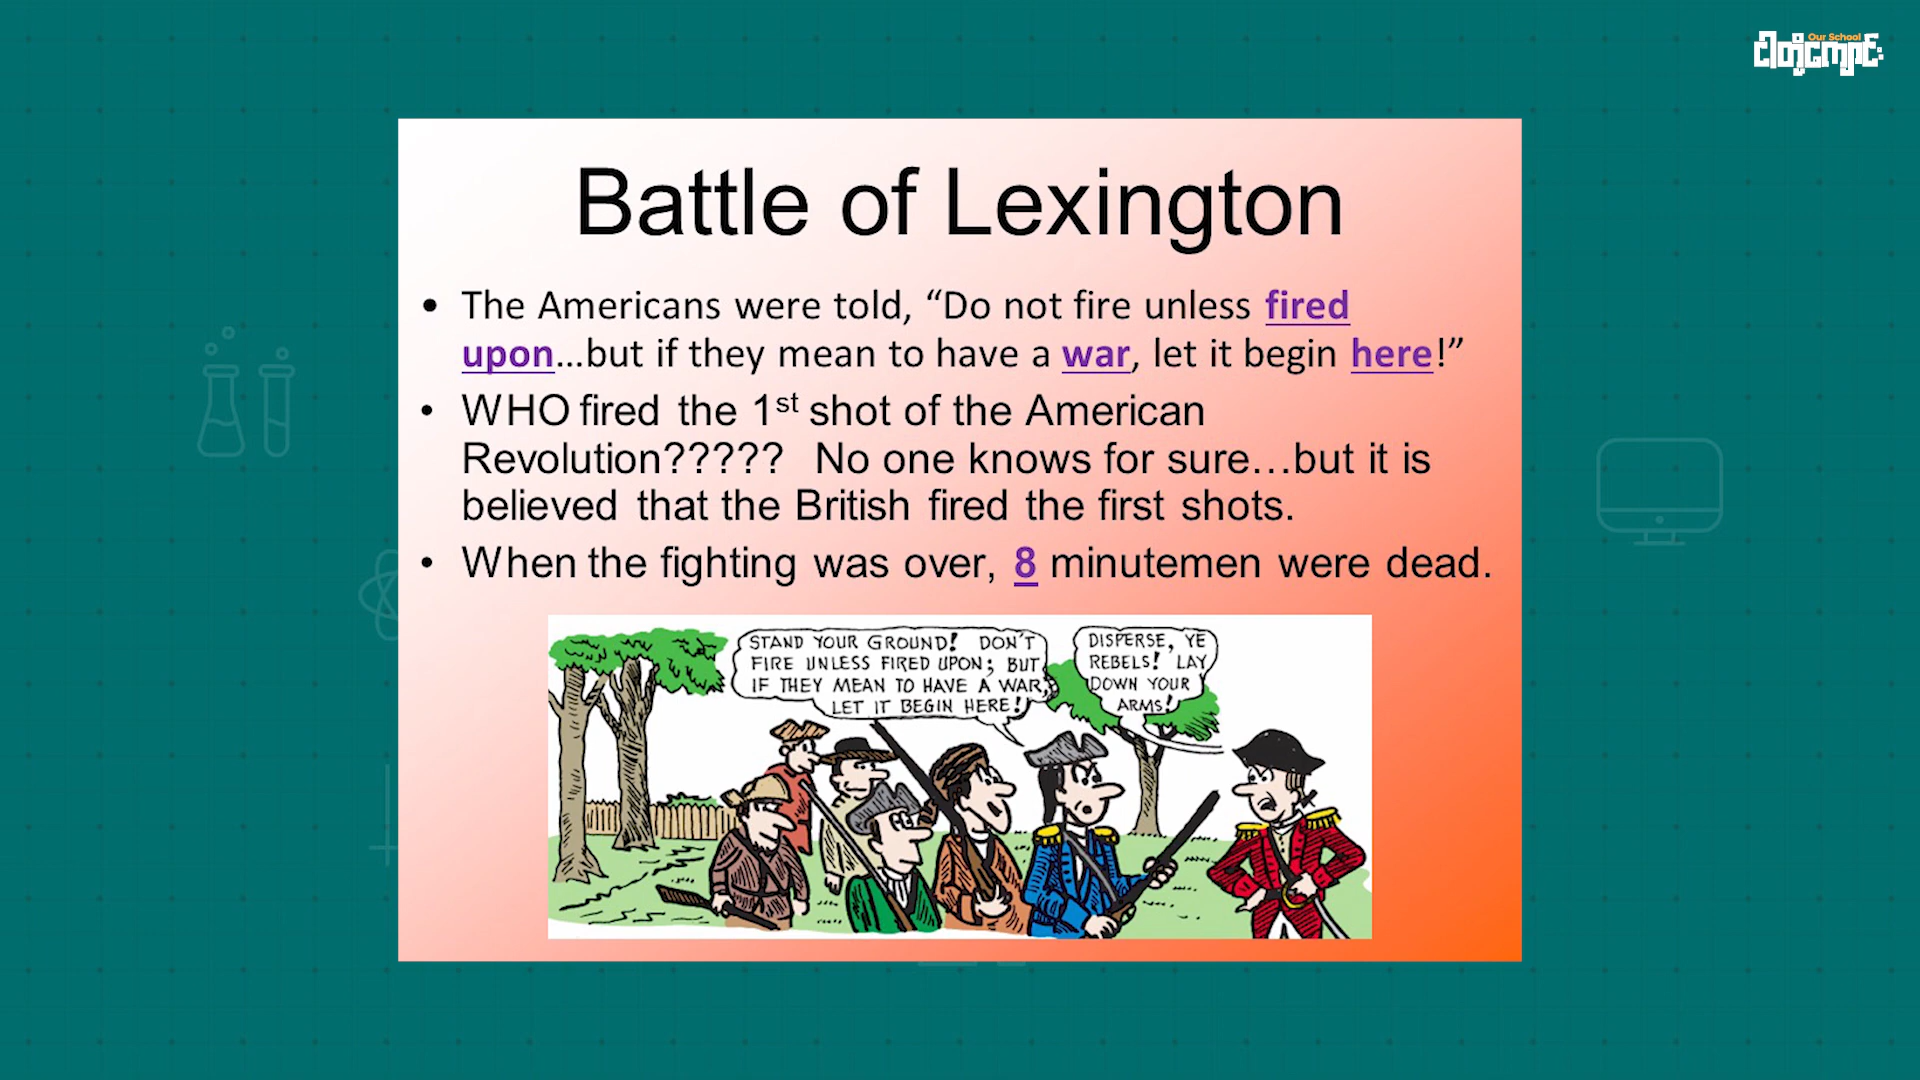 Our School
ငါတို့ကျောင်း
Battle of Lexington
• The Americans were told, “Do not fire unless fired
upon…but if they mean to have a war, let it begin here!”
• WHO fired the 1st shot of the American
Revolution????? No one knows for sure…but it is
believed that the British fired the first shots.
• When the fighting was over, 8 minutemen were dead.
STAND YOUR GROUND! DON'T
FIRE UNLESS FIRED UPON; BUT
IF THEY MEAN TO HAVE A WAR,
LET IT BEGIN HERE!
DISPERSE, YE
REBELS! LAY
DOWN YOUR
ARMS!